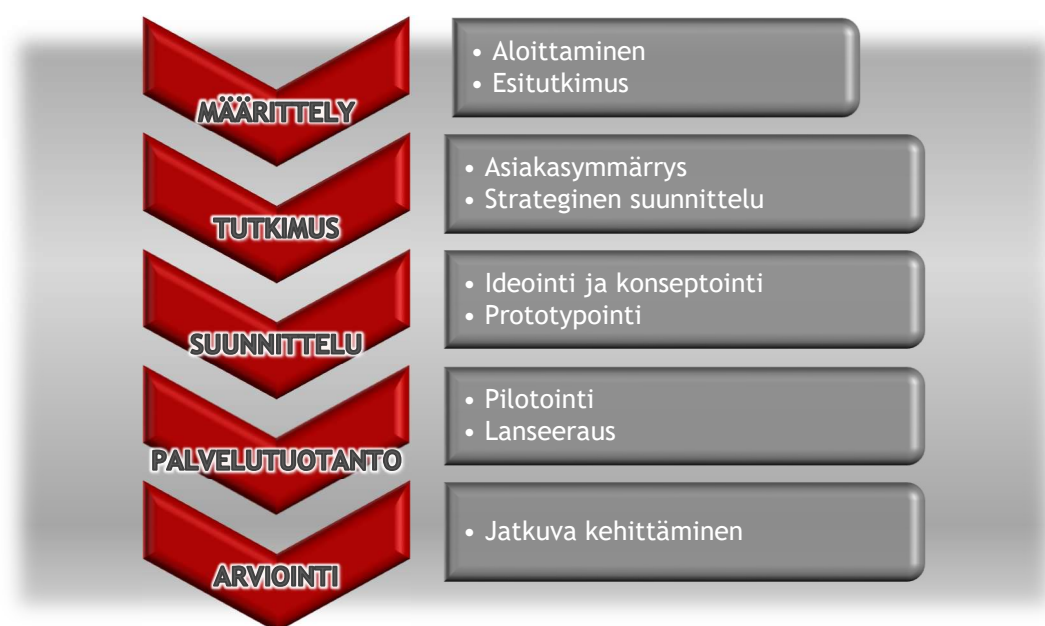 MÄÄRITTELY
• Aloittaminen
• Esitutkimus
TUTKIMUS
• Asiakasymmärrys
• Strateginen suunnittelu
SUUNNITTELU
• Ideointi ja konseptointi
• Prototypointi
PALVELUTUOTANTO
• Pilotointi
• Lanseeraus
ARVIOINTI
• Jatkuva kehittäminen